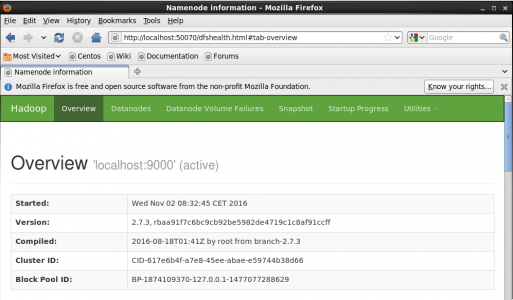 Namenode information - Mozilla Firefox
File Edit View History Bookmarks Tools Help
http://localhost:50070/dfshealth.html#tab-overview Google
Most Visited Centos Wiki Documentation Forums
Namenode information
Mozilla Firefox is free and open source software from the non-profit Mozilla Foundation. Know your rights...
Hadoop Overview Datanodes Datanode Volume Failures Snapshot Startup Progress Utilities
Overview 'localhost:9000' (active)
Started: Wed Nov 02 08:32:45 CET 2016
Version: 2.7.3, rbaa91f7c6bc9cb92be5982de4719c1c8af91ccff
Compiled: 2016-08-18T01:41Z by root from branch-2.7.3
Cluster ID: CID-617e6b4f-a7e8-45ee-abae-e59744b38d66
Block Pool ID: BP-1874109370-127.0.0.1-1477077288629